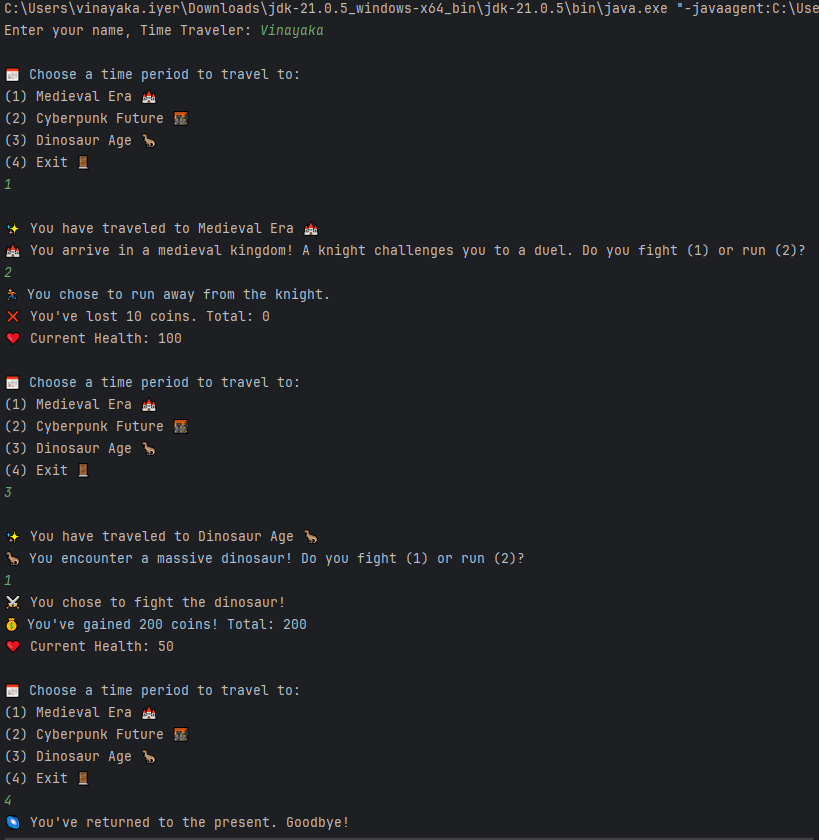 C:\Users\vinayaka.iyer\Downloads\jdk-21.0.5_windows-x64_bin\jdk-21.0.5\bin\java.exe "-javaagent:C:\Use
Enter your name, Time Traveler: Vinayaka
📅 Choose a time period to travel to:
(1) Medieval Era 🏰
(2) Cyberpunk Future 🌆
(3) Dinosaur Age 🦕
(4) Exit 🚪
1
✨ You have traveled to Medieval Era 🏰
🏰 You arrive in a medieval kingdom! A knight challenges you to a duel. Do you fight (1) or run (2)?
2
🏃 You chose to run away from the knight.
❌ You've lost 10 coins. Total: 0
❤️ Current Health: 100
📅 Choose a time period to travel to:
(1) Medieval Era 🏰
(2) Cyberpunk Future 🌆
(3) Dinosaur Age 🦕
(4) Exit 🚪
3
✨ You have traveled to Dinosaur Age 🦕
🦕 You encounter a massive dinosaur! Do you fight (1) or run (2)?
1
⚔️ You chose to fight the dinosaur!
💰 You've gained 200 coins! Total: 200
❤️ Current Health: 50
📅 Choose a time period to travel to:
(1) Medieval Era 🏰
(2) Cyberpunk Future 🌆
(3) Dinosaur Age 🦕
(4) Exit 🚪
4
🌀 You've returned to the present. Goodbye!